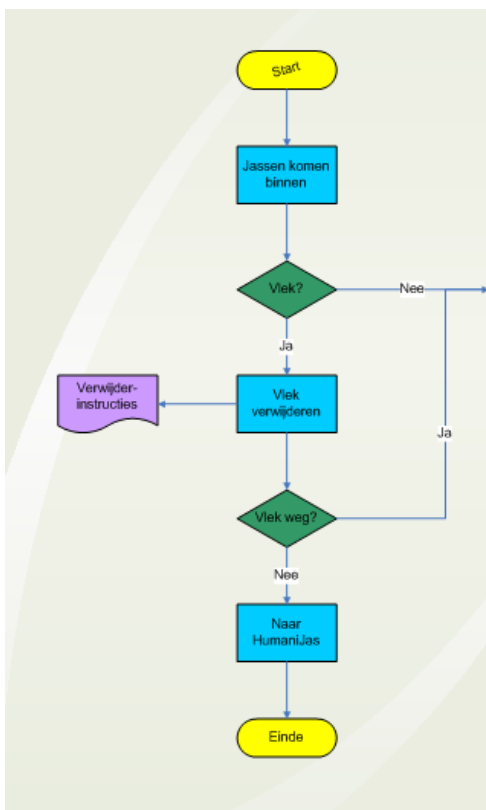 Start
Jassen komen
binnen
Vlek?
Nee
Ja
Verwijder-
instructies
Vlek
verwijderen
Ja
Vlek weg?
Nee
Naar
HumaniJas
Einde